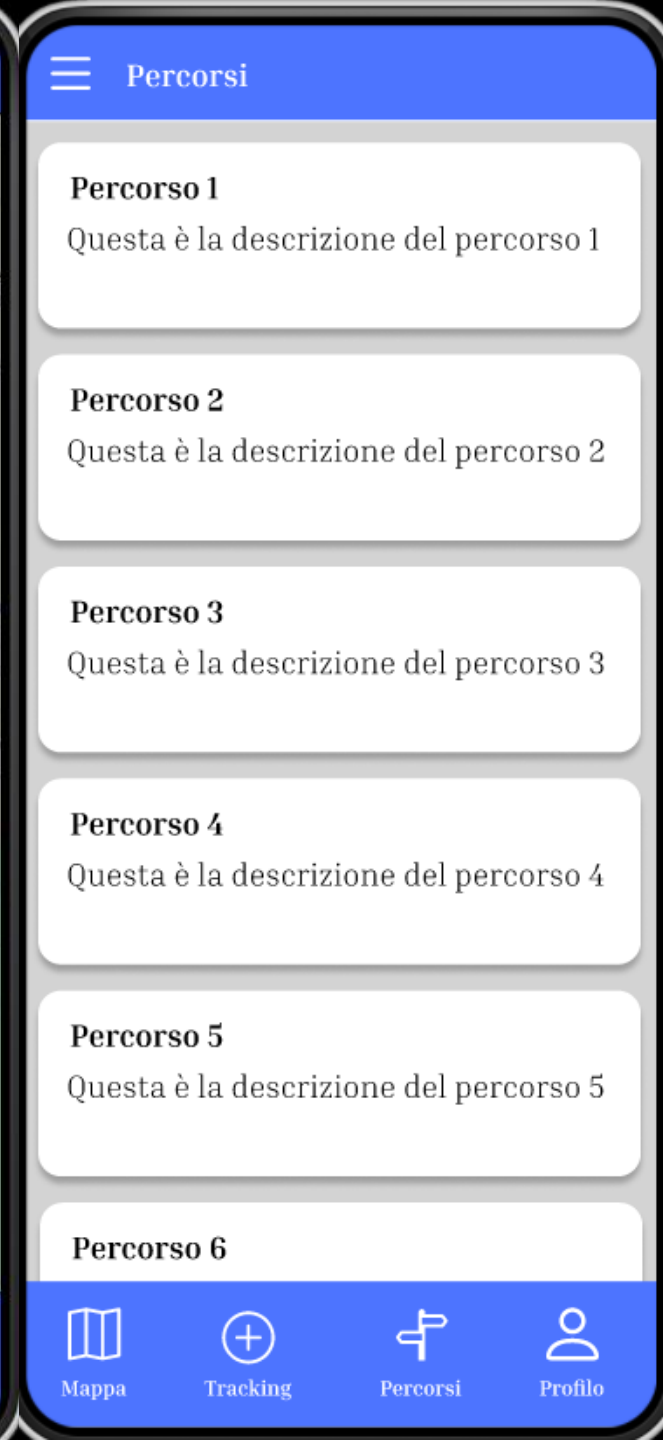 Percorsi
Percorso 1
Questa è la descrizione del percorso 1
Percorso 2
Questa è la descrizione del percorso 2
Percorso 3
Questa è la descrizione del percorso 3
Percorso 4
Questa è la descrizione del percorso 4
Percorso 5
Questa è la descrizione del percorso 5
Percorso 6
Mappa Tracking Percorsi Profilo